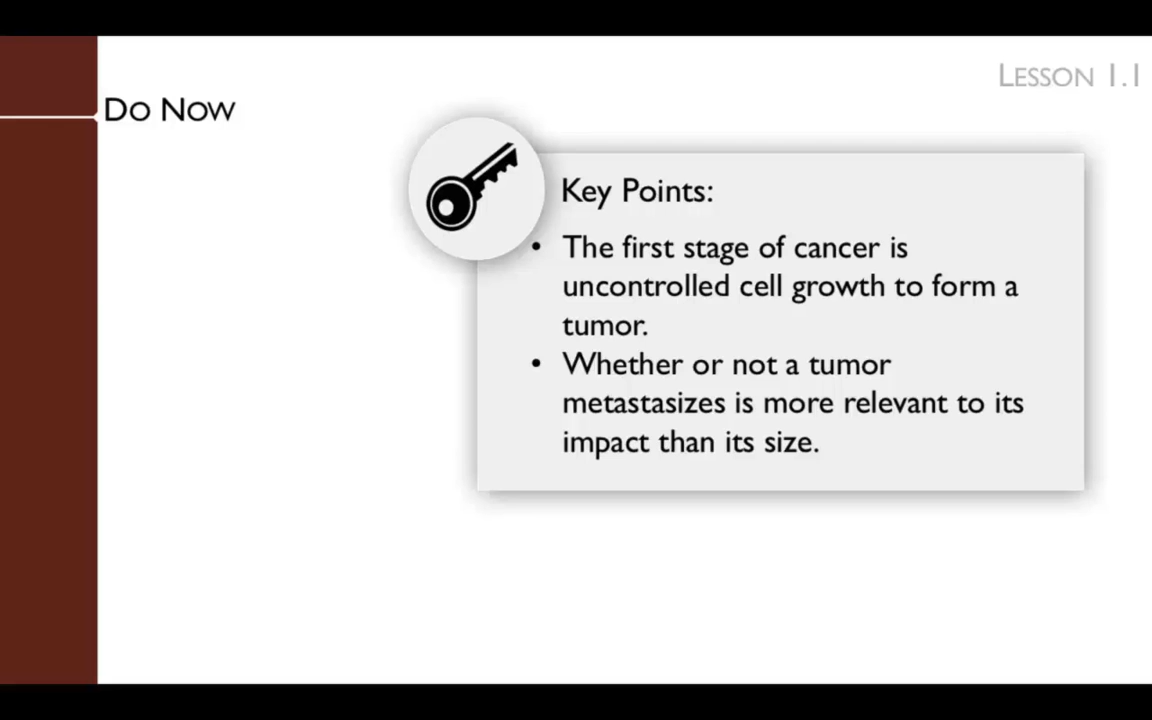 LESSON 1.1
Do Now
Key Points:
• The first stage of cancer is
uncontrolled cell growth to form a
tumor.
• Whether or not a tumor
metastasizes is more relevant to its
impact than its size.